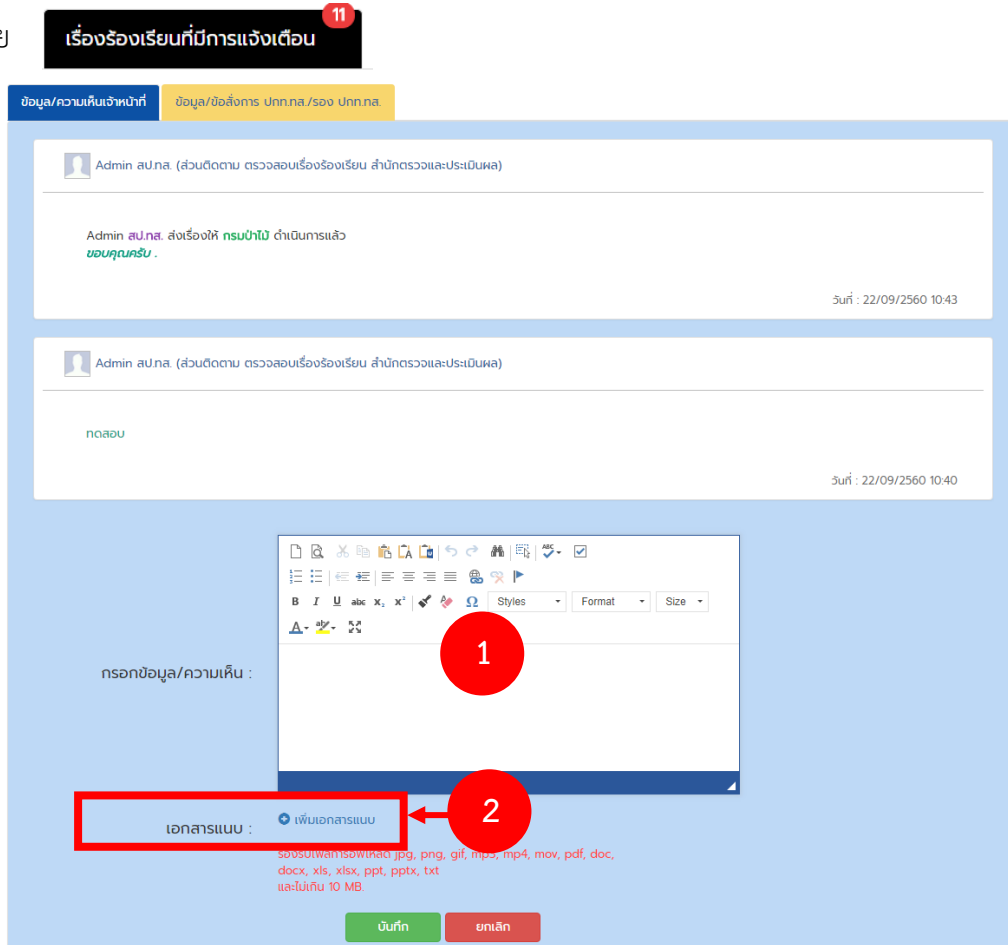 11
เรื่องร้องเรียนที่มีการแจ้งเตือน
ข้อมูล/ความเห็นเจ้าหน้าที่ ข้อมูล/ข้อสั่งการ ปกท.ทส./รอง ปกท.ทส.
Admin สป.ทส. (ส่วนติดตาม ตรวจสอบเรื่องร้องเรียน สำนักตรวจและประเมินผล)
Admin สป.ทส. ส่งเรื่องให้ กรมป่าไม้ ดำเนินการแล้ว
ขอบคุณครับ .
วันที่ : 22/09/2560 10:43
Admin สป.ทส. (ส่วนติดตาม ตรวจสอบเรื่องร้องเรียน สำนักตรวจและประเมินผล)
ทดสอบ
วันที่ : 22/09/2560 10:40
ABC
B I U abc x₂ x² Ω Styles Format Size
A ab
1
กรอกข้อมูล/ความเห็น :
2
เอกสารแนบ : เพิ่มเอกสารแนบ
รองรับไฟล์การอัพโหลด jpg, png, gif, mp3, mp4, mov, pdf, doc,
docx, xls, xlsx, ppt, pptx, txt
และไม่เกิน 10 MB.
บันทึก ยกเลิก